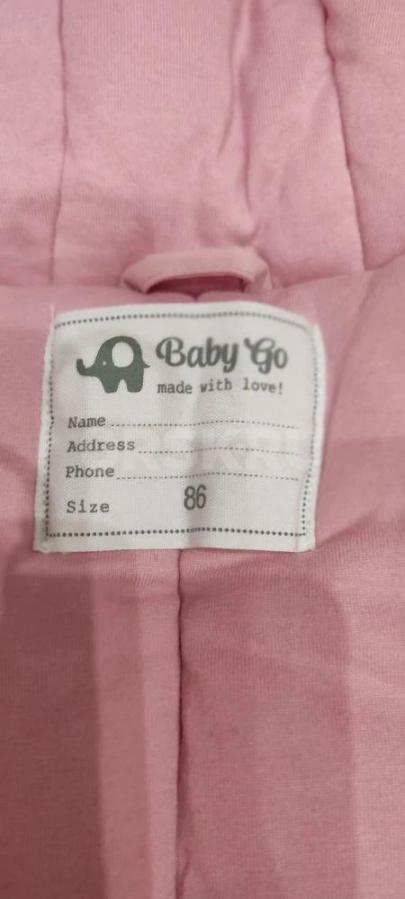 Baby Go
made with love!
Name
Address
Phone
Size 86